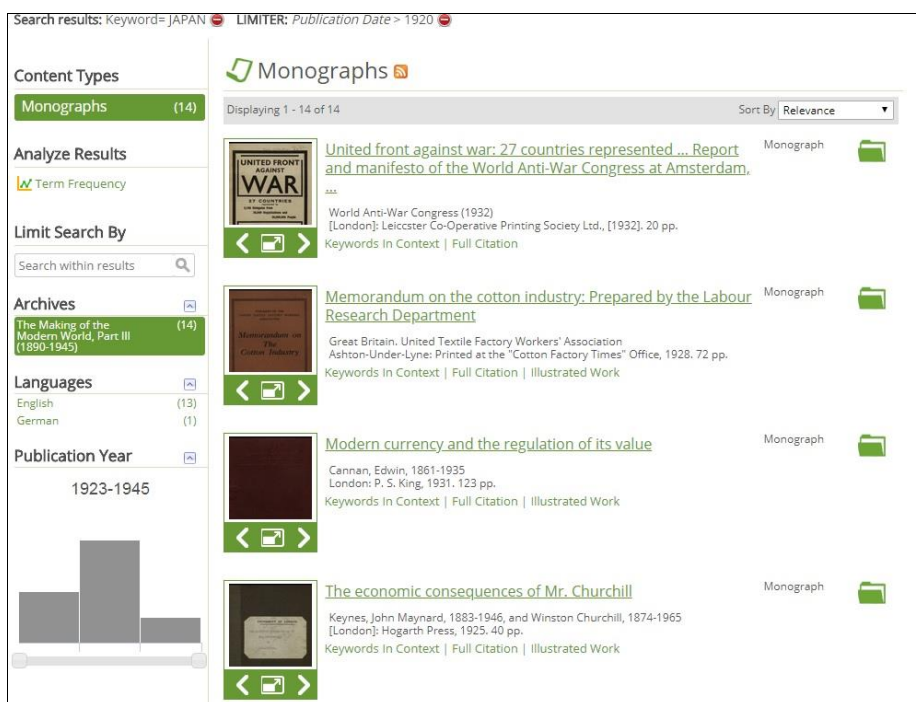 Search results: Keyword= JAPAN LIMITER: Publication Date > 1920
Content Types
Monographs (14)
Analyze Results
Term Frequency
Limit Search By
Search within results
Archives
The Making of the (14)
Modern World, Part III
(1890-1945)
Languages
English (13)
German (1)
Publication Year
1923-1945
Monographs
Displaying 1 - 14 of 14 Sort By Relevance
UNITED FRONT
AGAINST
WAR
27 COUNTRIES
United front against war: 27 countries represented ... Report Monograph
and manifesto of the World Anti-War Congress at Amsterdam,
...
World Anti-War Congress (1932)
[London]: Leiccster Co-Operative Printing Society Ltd., [1932]. 20 pp.
Keywords In Context | Full Citation
Memorandum on
The
Cotton Industry
Memorandum on the cotton industry: Prepared by the Labour Monograph
Research Department
Great Britain. United Textile Factory Workers' Association
Ashton-Under-Lyne: Printed at the "Cotton Factory Times" Office, 1928. 72 pp.
Keywords In Context | Full Citation | Illustrated Work
Modern currency and the regulation of its value Monograph
Cannan, Edwin, 1861-1935
London: P. S. King, 1931. 123 pp.
Keywords In Context | Full Citation | Illustrated Work
The economic consequences of Mr. Churchill Monograph
Keynes, John Maynard, 1883-1946, and Winston Churchill, 1874-1965
[London]: Hogarth Press, 1925. 40 pp.
Keywords In Context | Full Citation | Illustrated Work